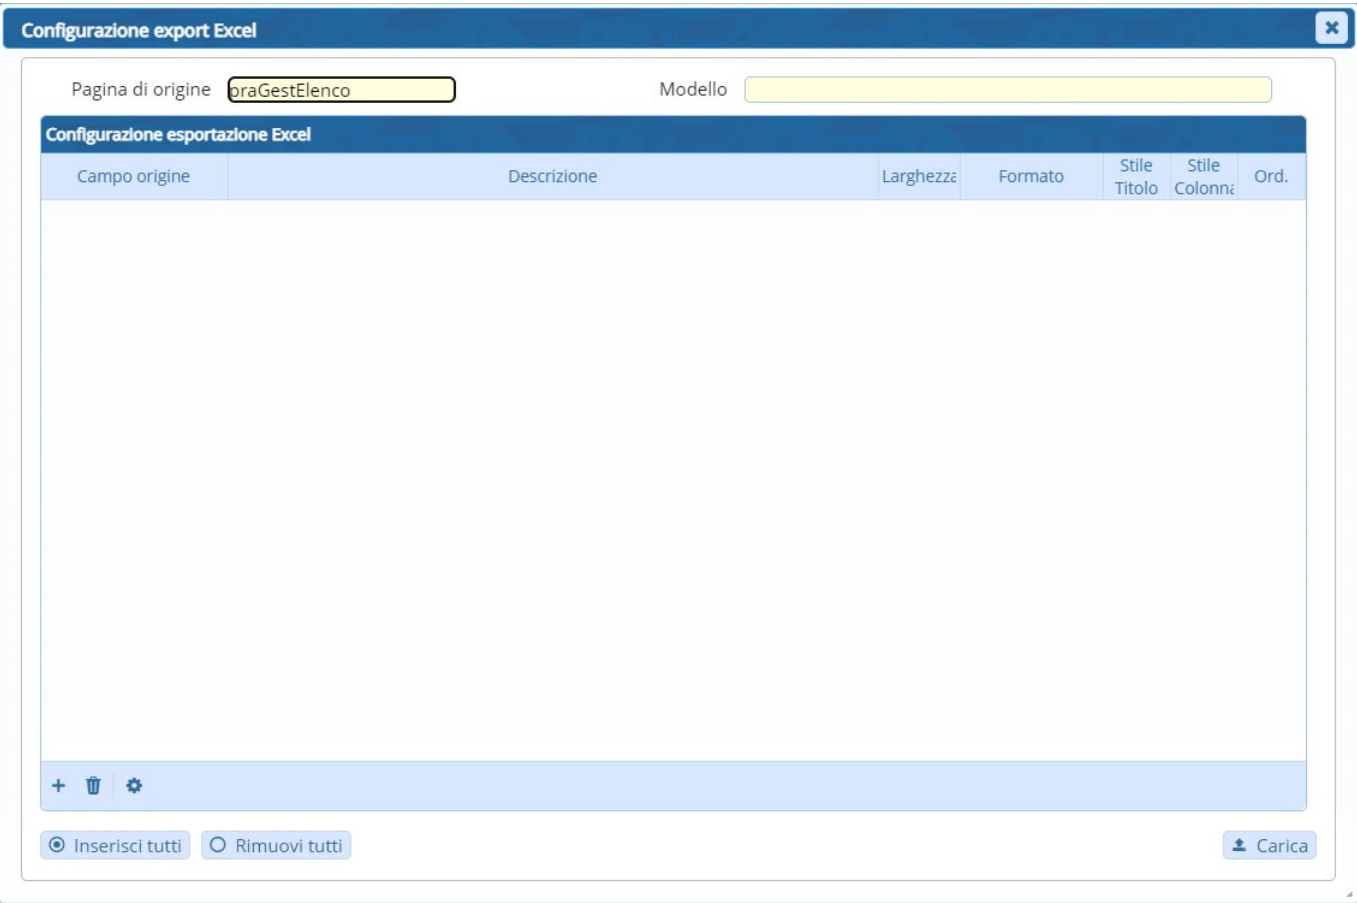 Configurazione export Excel
Pagina di origine praGestElenco Modello
Configurazione esportazione Excel
Campo origine Descrizione Larghezza Formato Stile Titolo Stile Colonna Ord.
Inserisci tutti Rimuovi tutti Carica